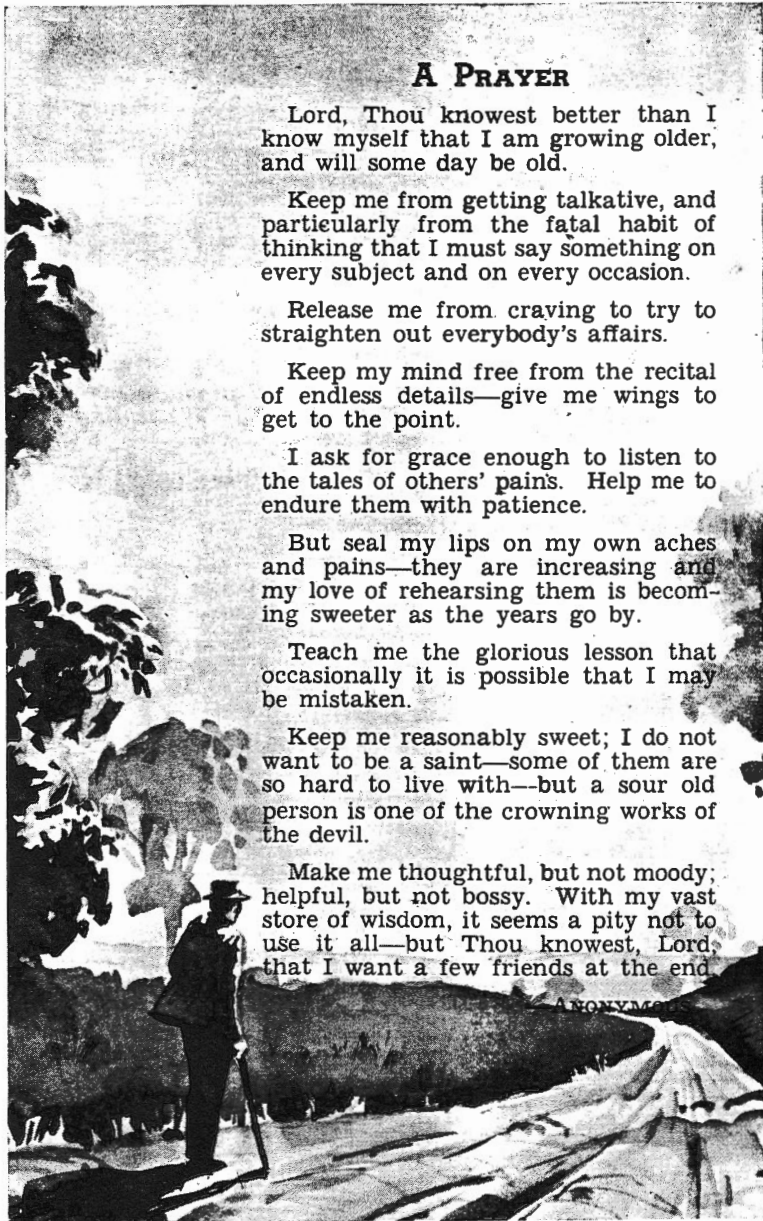 A PRAYER
Lord, Thou knowest better than I
know myself that I am growing older,
and will some day be old.
Keep me from getting talkative, and
particularly from the fatal habit of
thinking that I must say something on
every subject and on every occasion.
Release me from craving to try to
straighten out everybody's affairs.
Keep my mind free from the recital
of endless details—give me wings to
get to the point.
I ask for grace enough to listen to
the tales of others' pains. Help me to
endure them with patience.
But seal my lips on my own aches
and pains—they are increasing and
my love of rehearsing them is becom-
ing sweeter as the years go by.
Teach me the glorious lesson that
occasionally it is possible that I may
be mistaken.
Keep me reasonably sweet; I do not
want to be a saint—some of them are
so hard to live with—but a sour old
person is one of the crowning works of
the devil.
Make me thoughtful, but not moody;
helpful, but not bossy. With my vast
store of wisdom, it seems a pity not to
use it all—but Thou knowest, Lord,
that I want a few friends at the end.
—ANONYMOUS